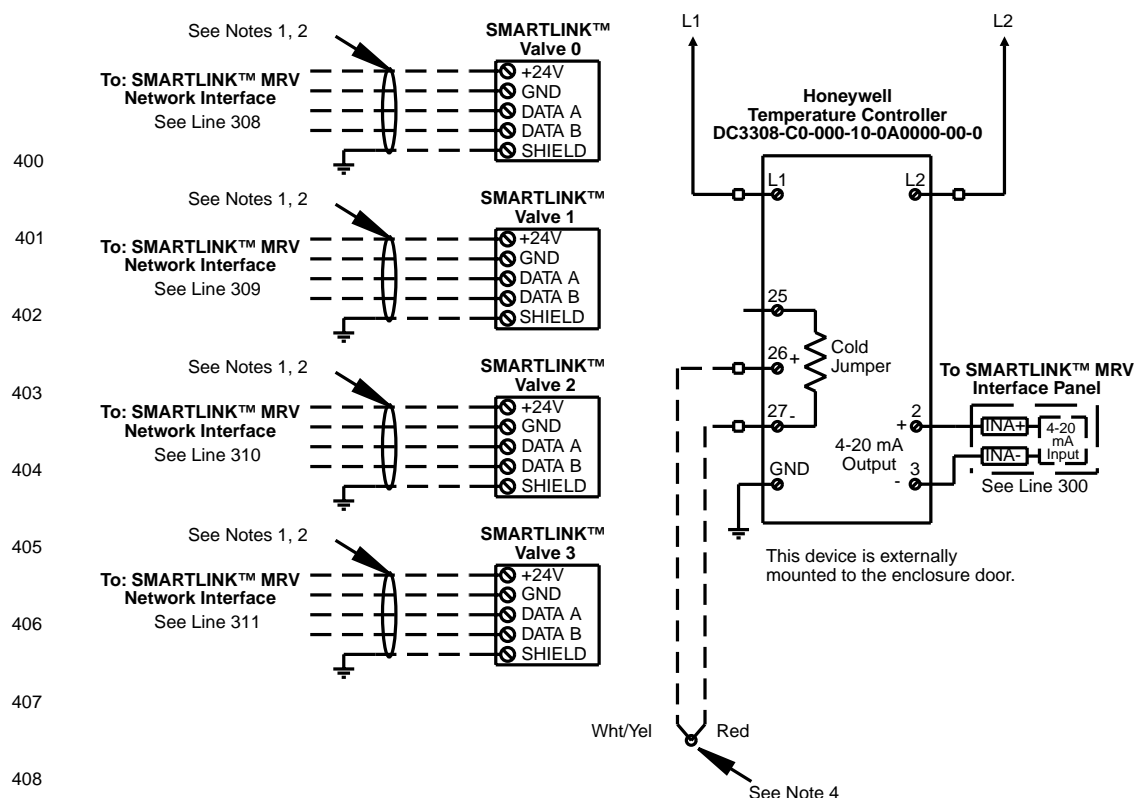 See Notes 1, 2
To: SMARTLINK™ MRV
Network Interface
See Line 308
SMARTLINK™
Valve 0
+24V
GND
DATA A
DATA B
SHIELD
400
See Notes 1, 2
To: SMARTLINK™ MRV
Network Interface
See Line 309
SMARTLINK™
Valve 1
+24V
GND
DATA A
DATA B
SHIELD
401
402
See Notes 1, 2
To: SMARTLINK™ MRV
Network Interface
See Line 310
SMARTLINK™
Valve 2
+24V
GND
DATA A
DATA B
SHIELD
403
404
See Notes 1, 2
To: SMARTLINK™ MRV
Network Interface
See Line 311
SMARTLINK™
Valve 3
+24V
GND
DATA A
DATA B
SHIELD
405
406
407
408
L1
L2
Honeywell
Temperature Controller
DC3308-C0-000-10-0A0000-00-0
L1
L2
25
26
+
Cold
Jumper
27
-
GND
2
+
4-20 mA
Output
3
-
To SMARTLINK™ MRV
Interface Panel
INA+
INA-
4-20
mA
Input
See Line 300
This device is externally
mounted to the enclosure door.
Wht/Yel
Red
See Note 4